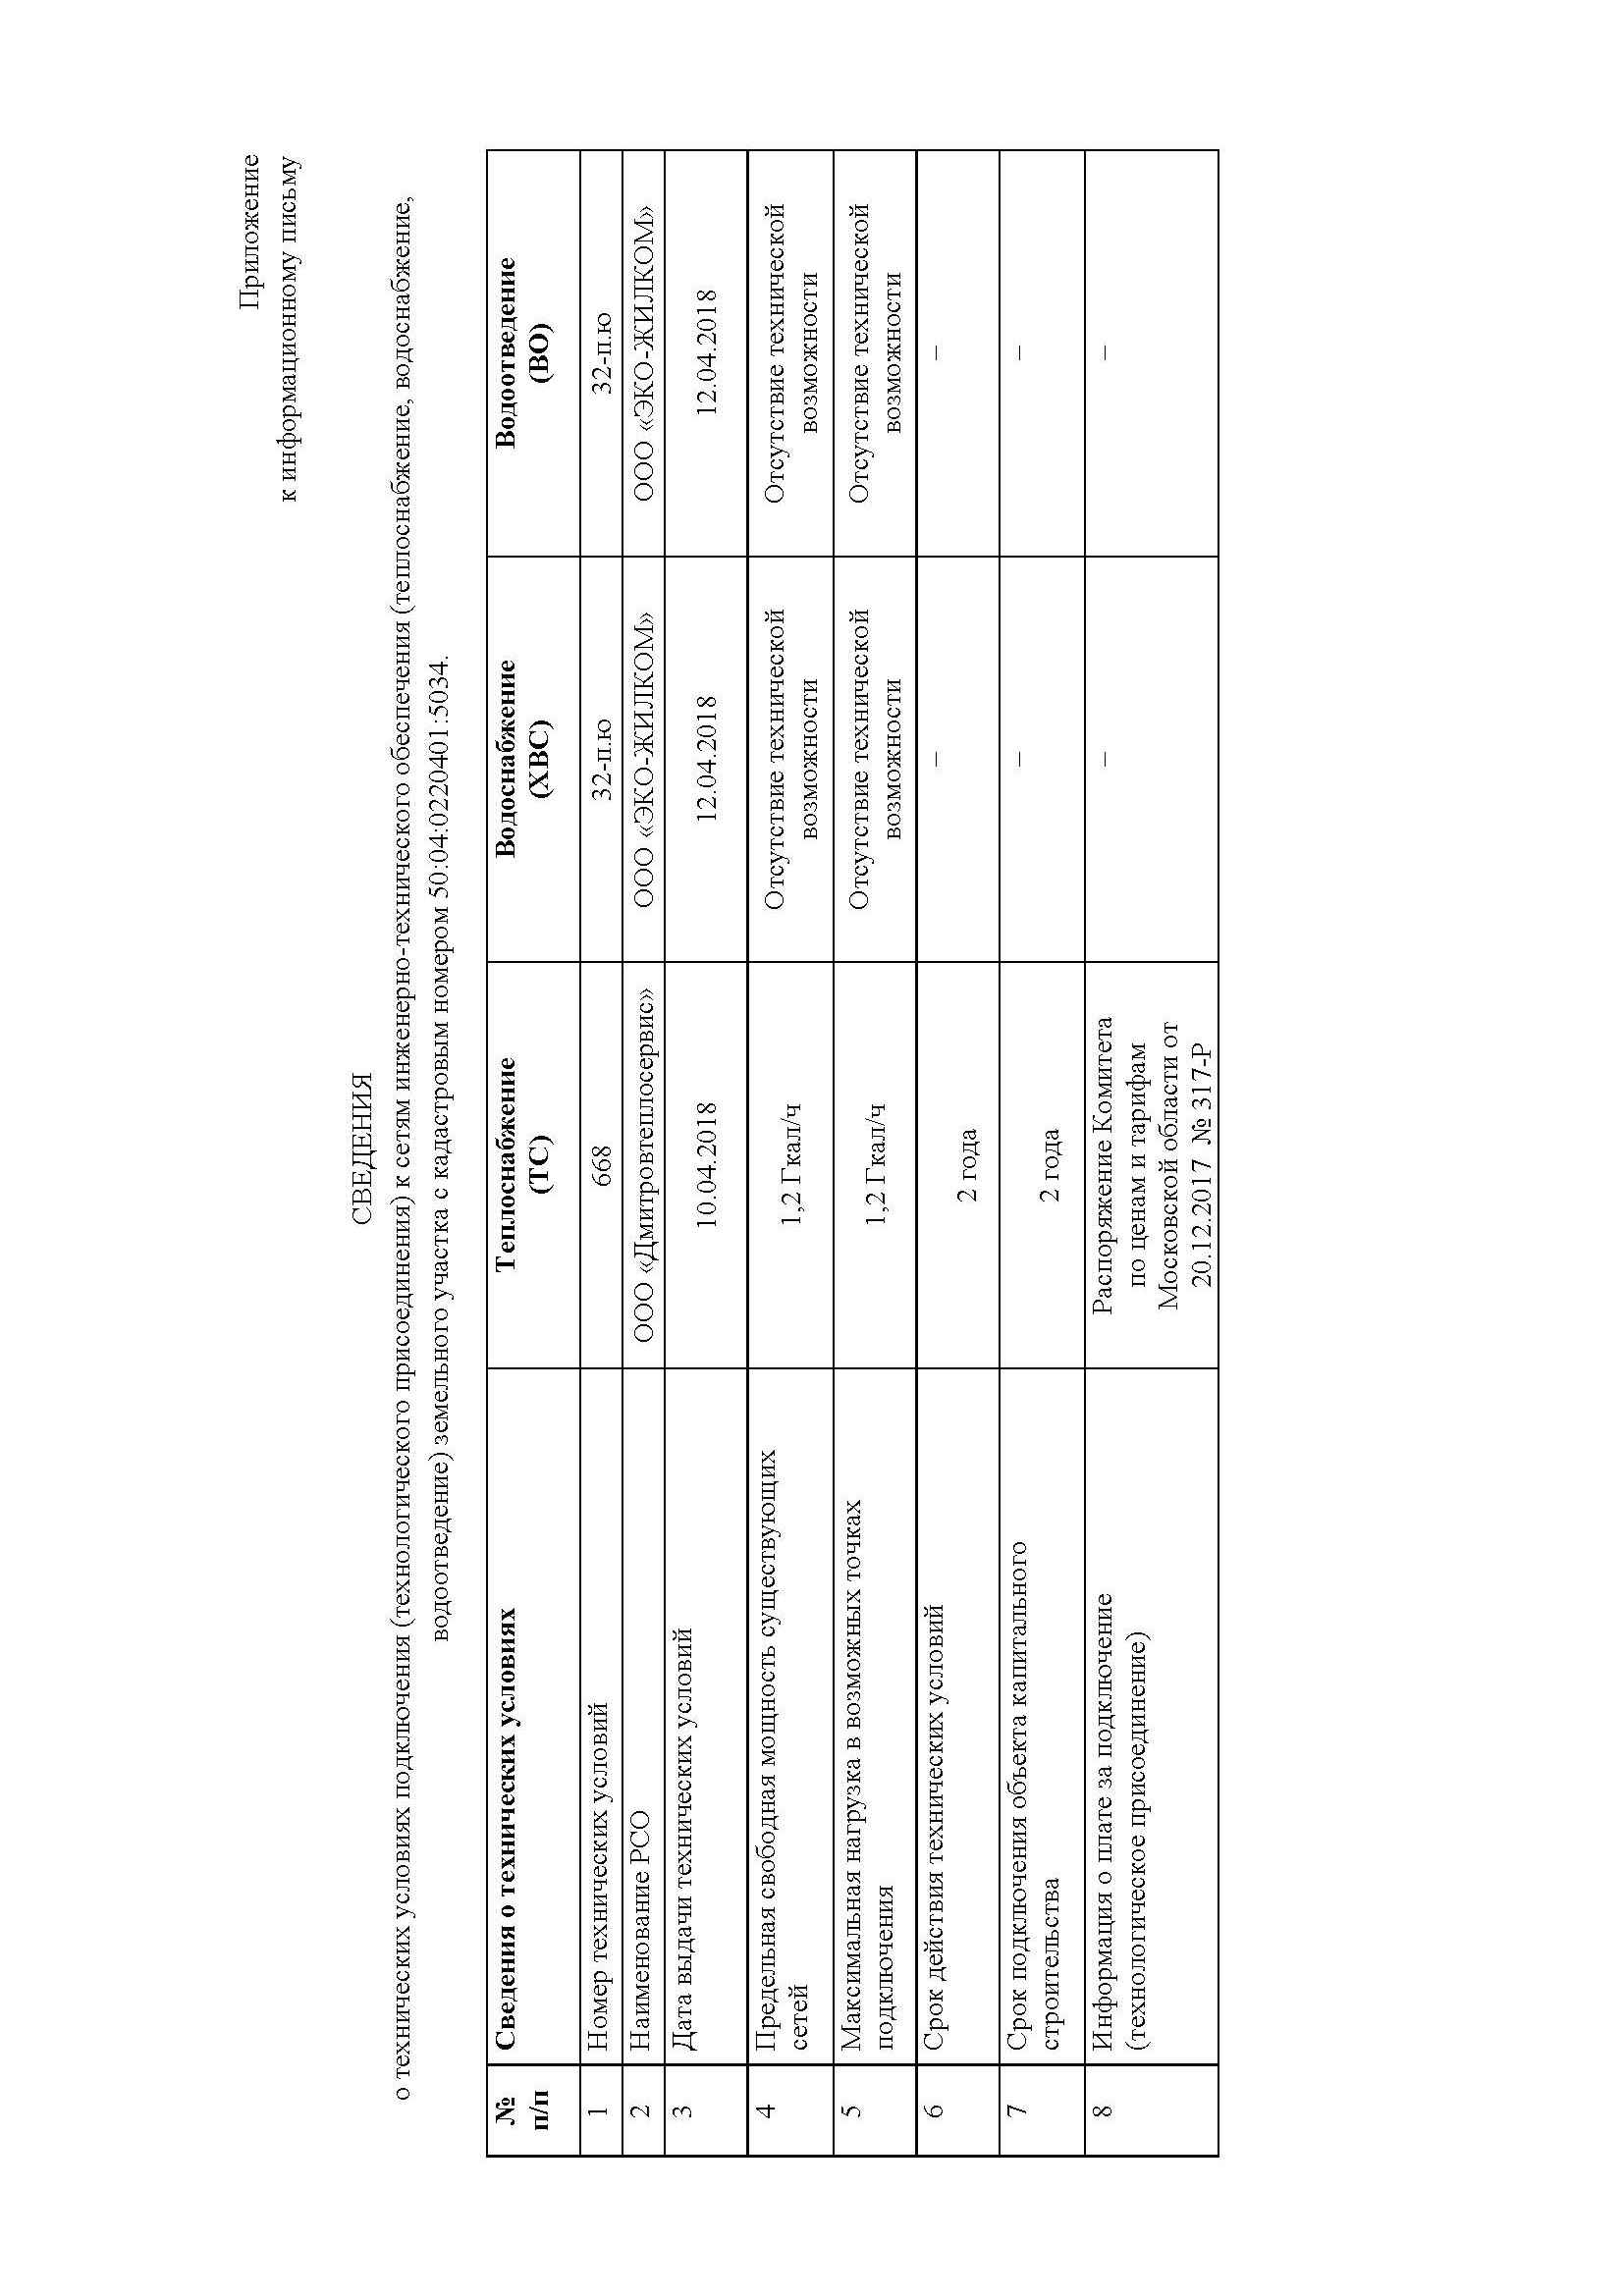 Приложение
к информационному письму
СВЕДЕНИЯ
о технических условиях подключения (технологического присоединения) к сетям инженерно-технического обеспечения (теплоснабжение, водоснабжение,
водоотведение) земельного участка с кадастровым номером 50:04:0220401:5034.
№
п/п
Сведения о технических условиях
Теплоснабжение
(ТС)
Водоснабжение
(ХВС)
Водоотведение
(ВО)
1
Номер технических условий
668
32-п.ю
32-п.ю
2
Наименование РСО
ООО «Дмитровтеплосервис»
ООО «ЭКО-ЖИЛКОМ»
ООО «ЭКО-ЖИЛКОМ»
3
Дата выдачи технических условий
10.04.2018
12.04.2018
12.04.2018
4
Предельная свободная мощность существующих
сетей
1,2 Гкал/ч
Отсутствие технической
возможности
Отсутствие технической
возможности
5
Максимальная нагрузка в возможных точках
подключения
1,2 Гкал/ч
Отсутствие технической
возможности
Отсутствие технической
возможности
6
Срок действия технических условий
2 года
–
–
7
Срок подключения объекта капитального
строительства
2 года
–
–
8
Информация о плате за подключение
(технологическое присоединение)
Распоряжение Комитета
по ценам и тарифам
Московской области от
20.12.2017 № 317-Р
–
–